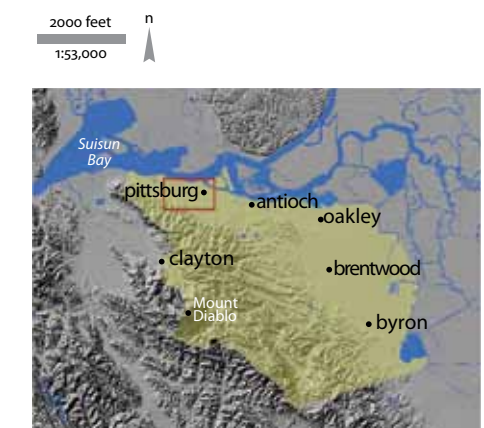 2000 feet
n
1:53,000
Suisun
Bay
pittsburg
antioch
oakley
clayton
brentwood
Mount
Diablo
byron